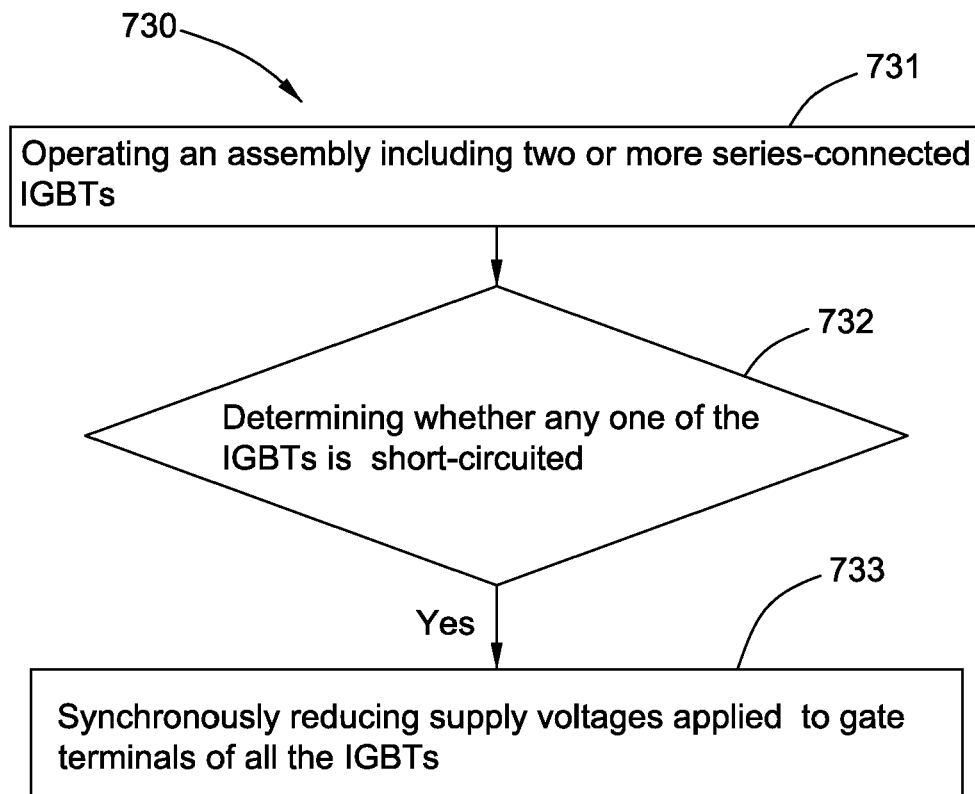 730
731
Operating an assembly including two or more series-connected
IGBTs
732
Determining whether any one of the
IGBTs is short-circuited
733
Yes
Synchronously reducing supply voltages applied to gate
terminals of all the IGBTs